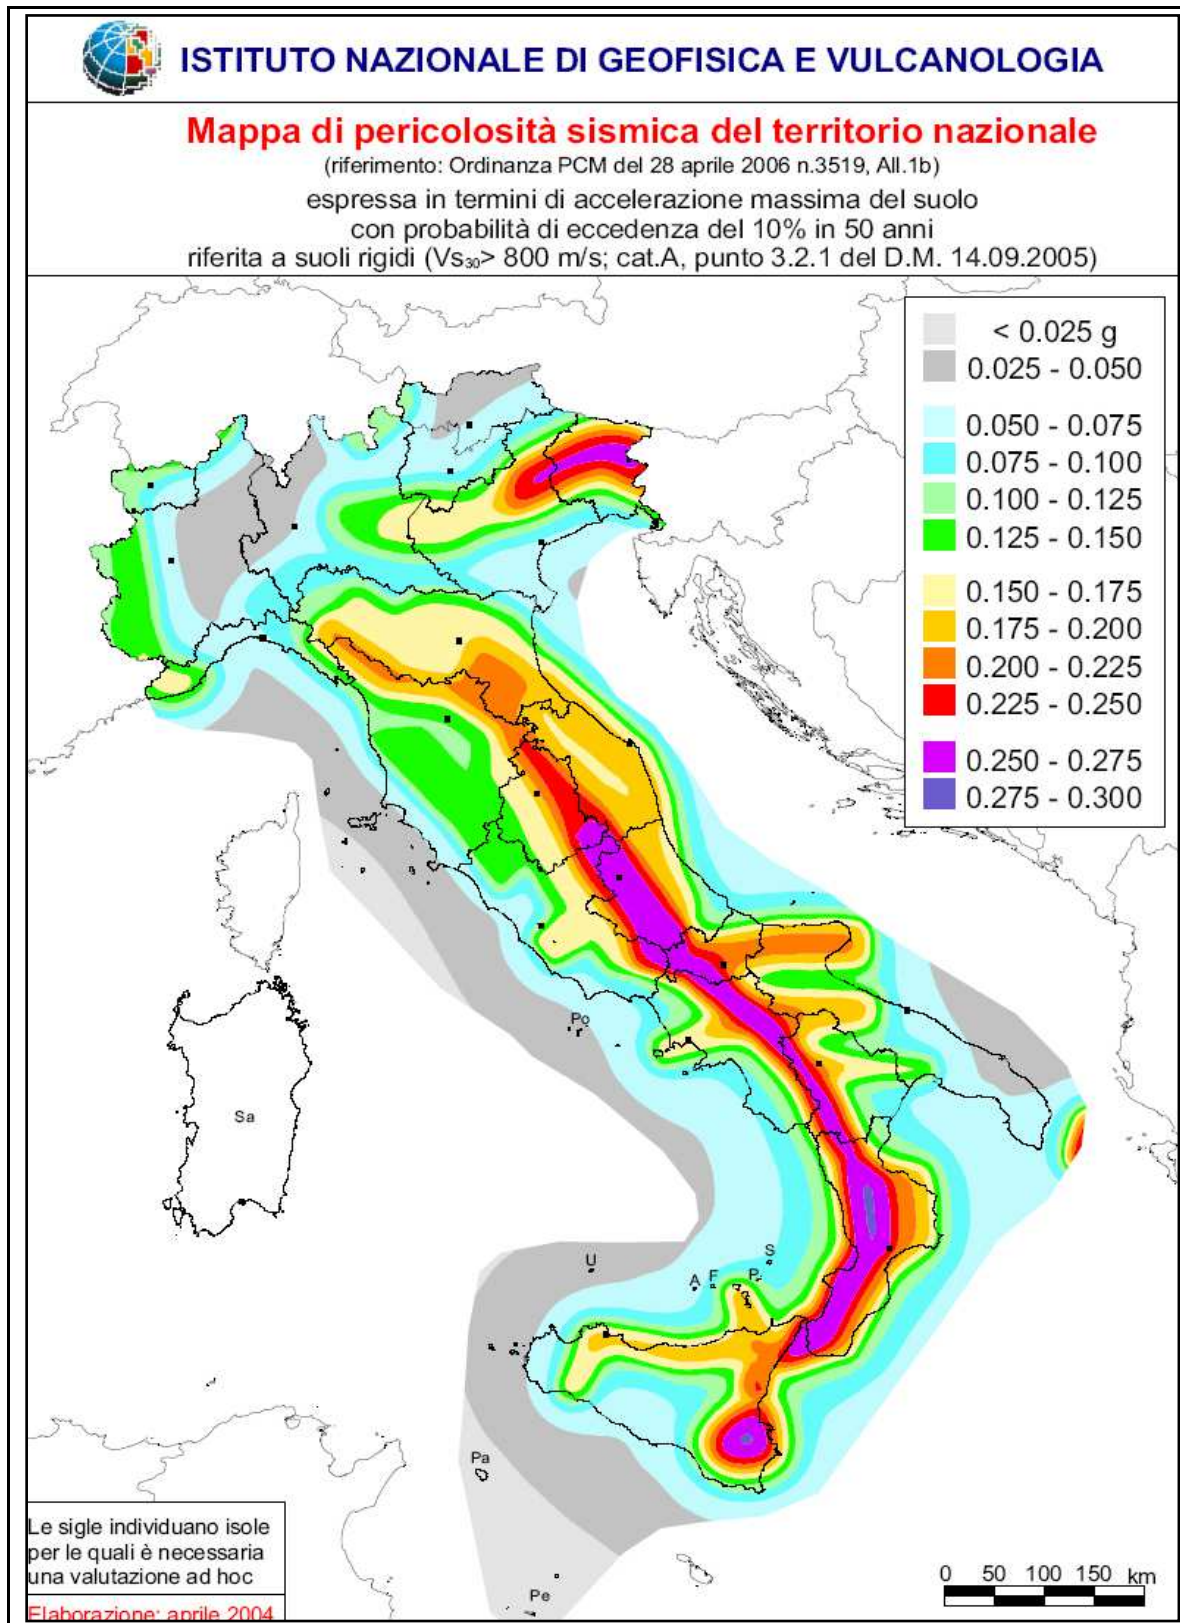 ISTITUTO NAZIONALE DI GEOFISICA E VULCANOLOGIA
Mappa di pericolosità sismica del territorio nazionale
(riferimento: Ordinanza PCM del 28 aprile 2006 n.3519, All.1b)
espressa in termini di accelerazione massima del suolo
con probabilità di eccedenza del 10% in 50 anni
riferita a suoli rigidi (Vs₃₀> 800 m/s; cat.A, punto 3.2.1 del D.M. 14.09.2005)
< 0.025 g
0.025 - 0.050
0.050 - 0.075
0.075 - 0.100
0.100 - 0.125
0.125 - 0.150
0.150 - 0.175
0.175 - 0.200
0.200 - 0.225
0.225 - 0.250
0.250 - 0.275
0.275 - 0.300
Po
Sa
U
S
A F P
Pa
Pe
Le sigle individuano isole
per le quali è necessaria
una valutazione ad hoc
Elaborazione: aprile 2004
0 50 100 150 km